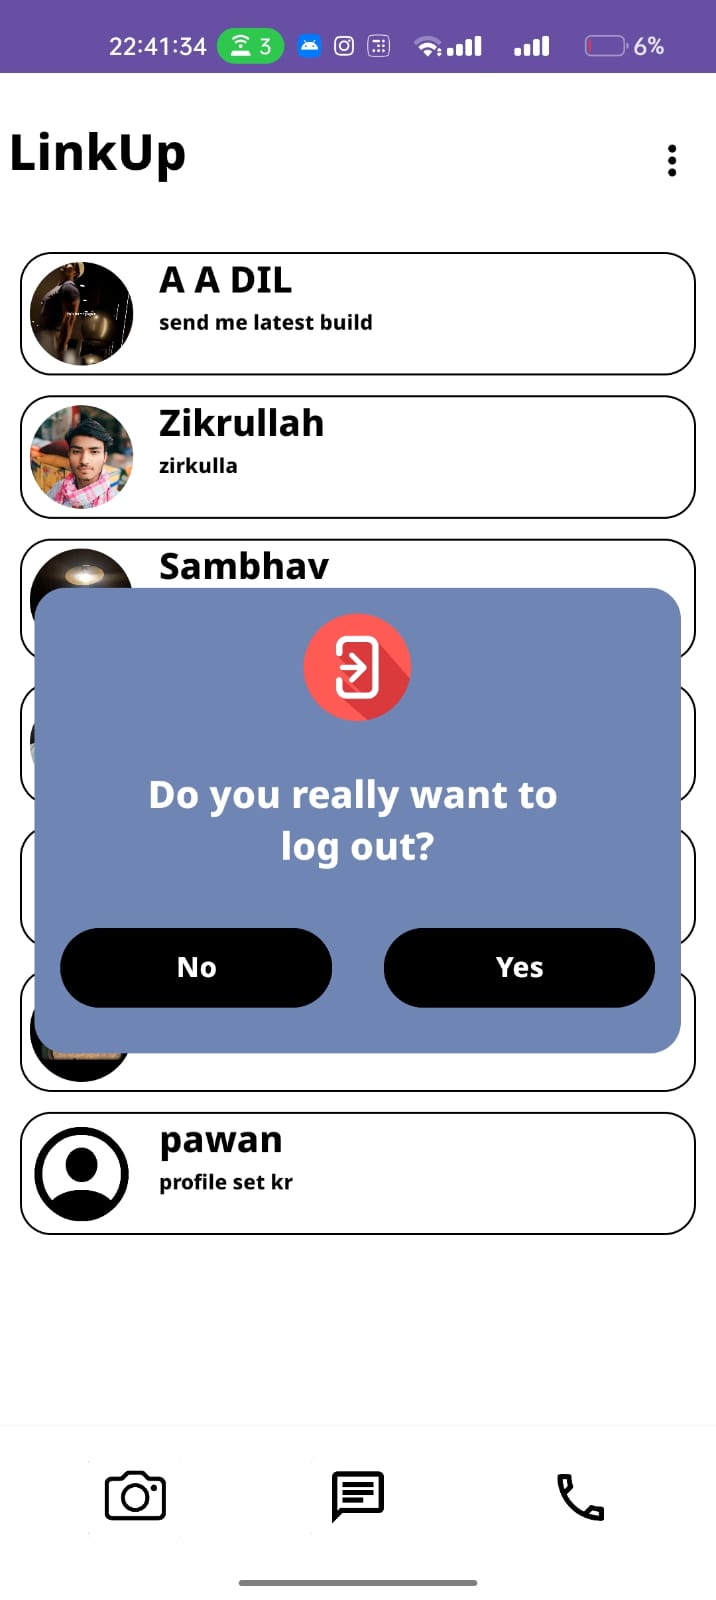 22:41:34 3 6%
LinkUp
A A DIL
send me latest build
Zikrullah
zirkulla
Sambhav
Do you really want to
log out?
No Yes
pawan
profile set kr